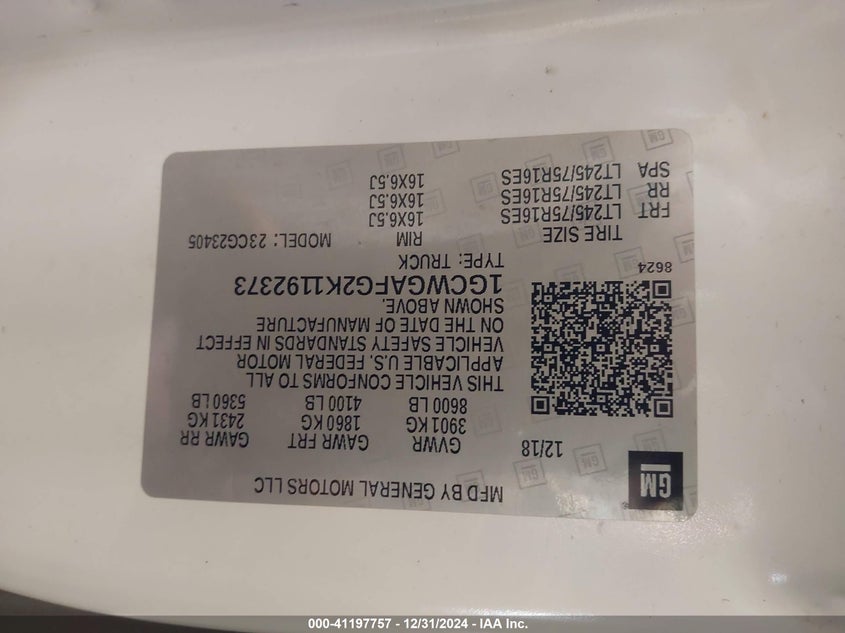 GM
MFD BY GENERAL MOTORS LLC
12/18
GVWR GAWR FRT GAWR RR
3901 KG 1860 KG 2431 KG
8600 LB 4100 LB 5360 LB
THIS VEHICLE CONFORMS TO ALL
APPLICABLE U.S. FEDERAL MOTOR
VEHICLE SAFETY STANDARDS IN EFFECT
ON THE DATE OF MANUFACTURE
SHOWN ABOVE.
1GCWGAFG2K1192373
8624
TYPE: TRUCK
TIRE SIZE RIM MODEL: 23CG23405
FRT LT245/75R16ES 16X6.5J
RR LT245/75R16ES 16X6.5J
SPA LT245/75R16ES 16X6.5J
000-41197757 - 12/31/2024 - IAA Inc.